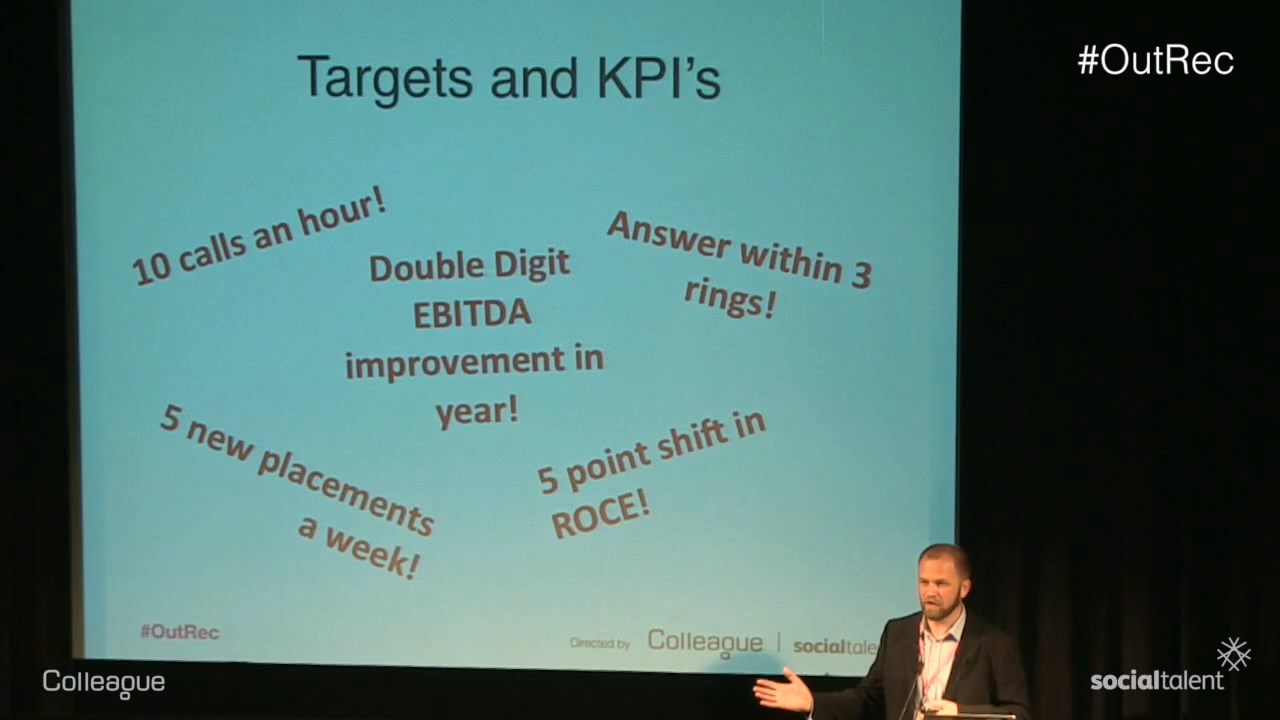 Targets and KPI's
#OutRec
10 calls an hour!
Answer within 3
rings!
Double Digit
EBITDA
improvement in
year!
5 new placements
a week!
5 point shift in
ROCE!
#OutRec
Directed by Colleague | socialtale
Colleague
socialtalent